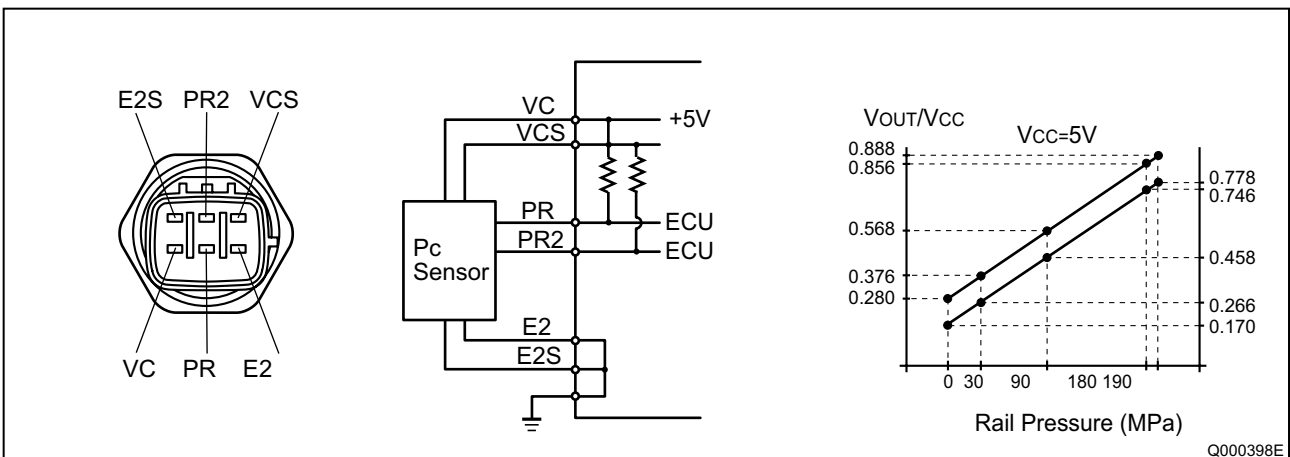 E2S PR2 VCS
VC PR E2
VC
+5V
VCS
PR
ECU
PR2
ECU
Pc
Sensor
E2
E2S
VOUT/VCC
VCC=5V
0.888
0.856
0.568
0.376
0.280
0.778
0.746
0.458
0.266
0.170
0 30 90 180 190
Rail Pressure (MPa)
Q000398E